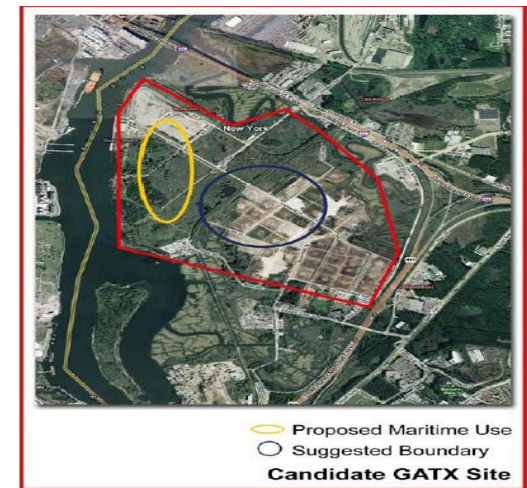 New York
Proposed Maritime Use
Suggested Boundary
Candidate GATX Site